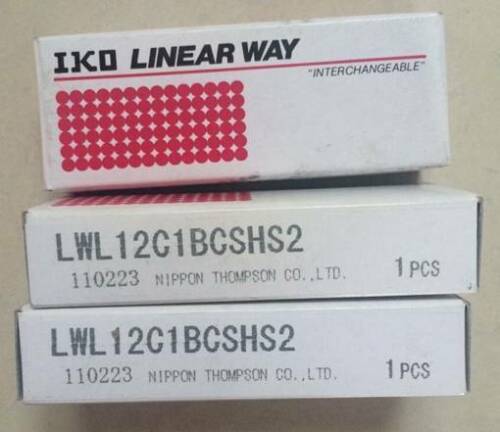 IKO LINEAR WAY
"INTERCHANGEABLE"
LWL12C1BCSHS2
110223 NIPPON THOMPSON CO.,LTD. 1 PCS
LWL12C1BCSHS2
110223 NIPPON THOMPSON CO.,LTD. 1 PCS